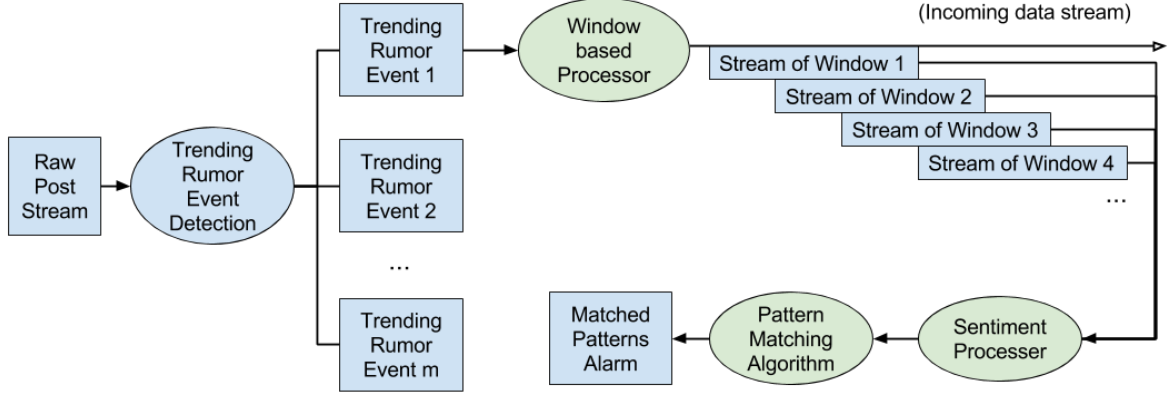 (Incoming data stream)
Trending
Rumor
Event 1
Window
based
Processor
Stream of Window 1
Stream of Window 2
Stream of Window 3
Stream of Window 4
...
Raw
Post
Stream
Trending
Rumor
Event
Detection
Trending
Rumor
Event 2
...
Trending
Rumor
Event m
Matched
Patterns
Alarm
Pattern
Matching
Algorithm
Sentiment
Processer